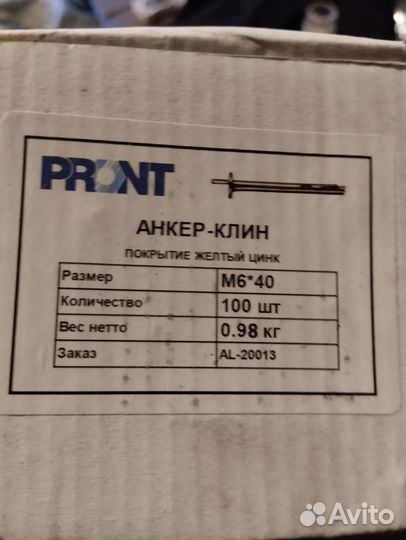 PRONT
АНКЕР-КЛИН
ПОКРЫТИЕ ЖЕЛТЫЙ ЦИНК
Размер М6*40
Количество 100 шт
Вес нетто 0.98 кг
Заказ AL-20013
Avito